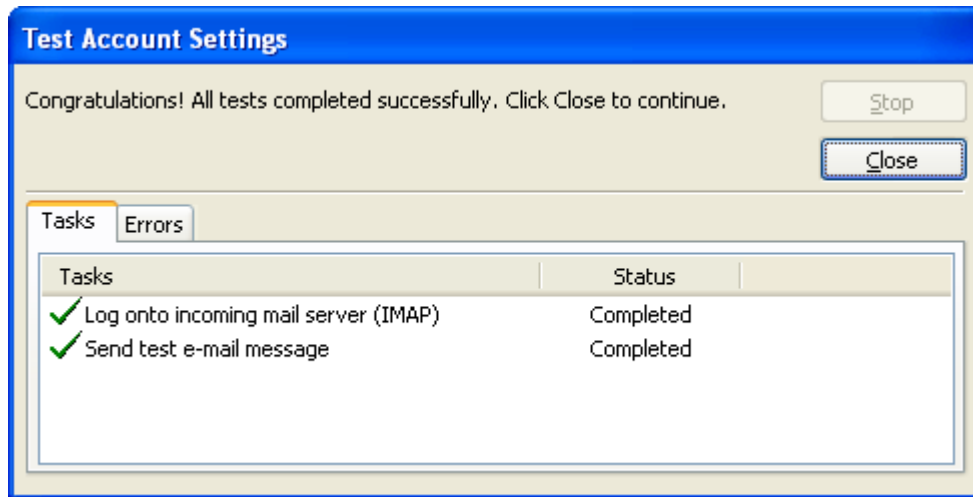 Test Account Settings
Congratulations! All tests completed successfully. Click Close to continue.
Stop
Close
Tasks Errors
Tasks Status
Log onto incoming mail server (IMAP) Completed
Send test e-mail message Completed